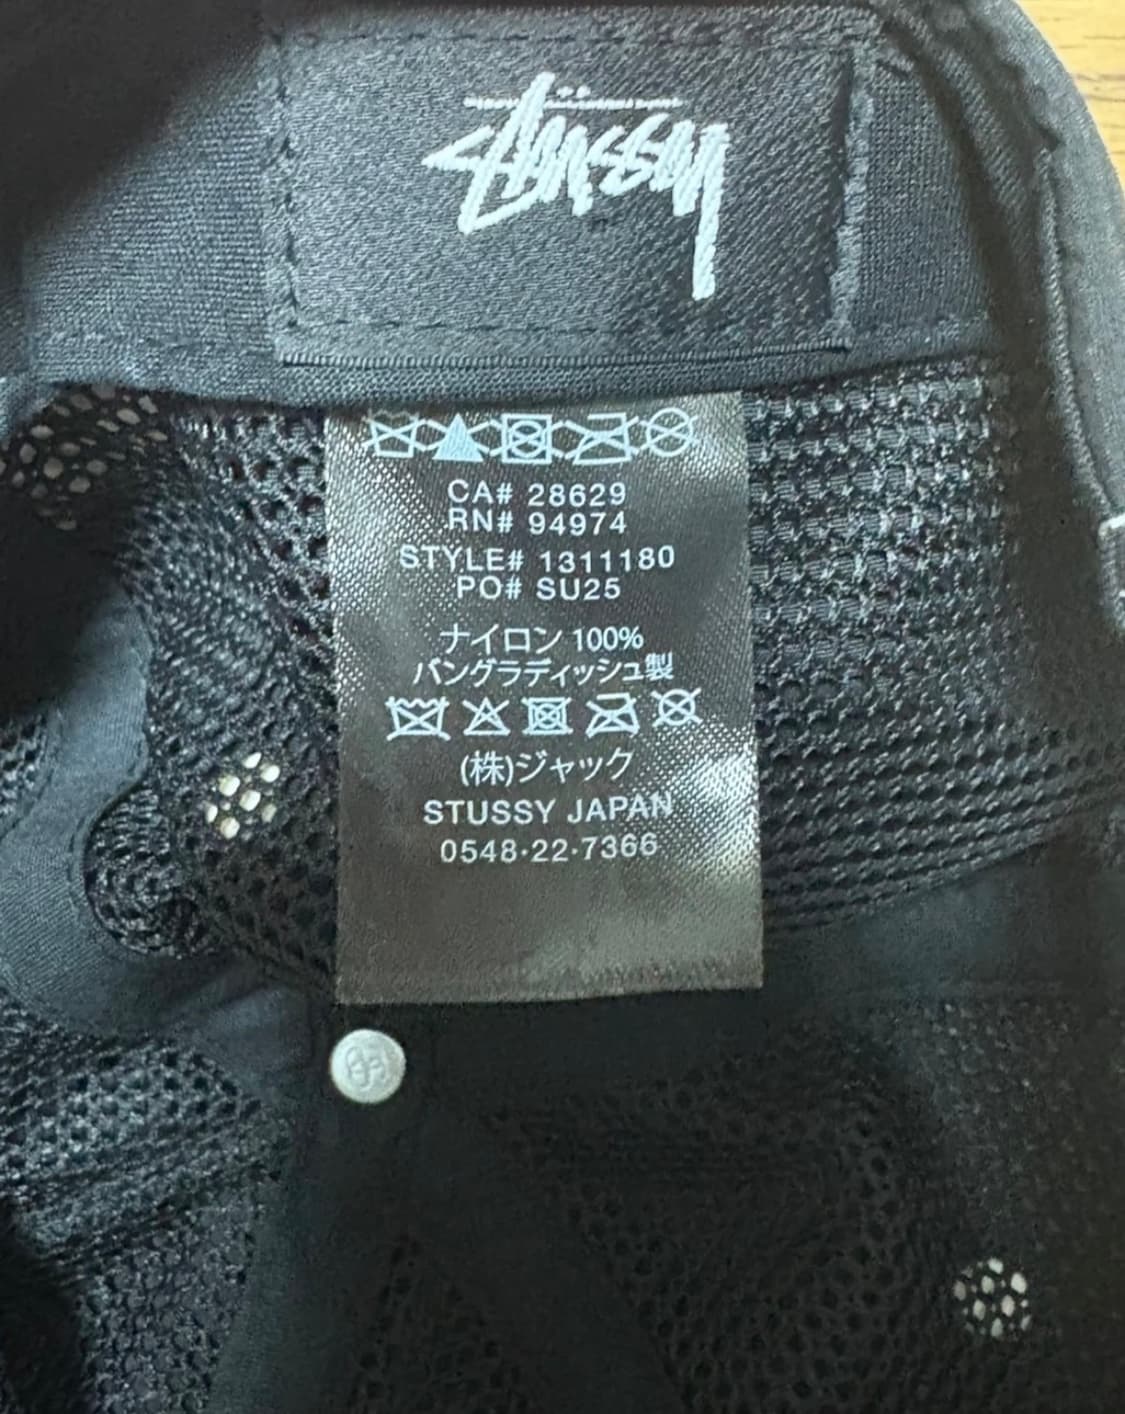 Stüssy
CA# 28629
RN# 94974
STYLE# 1311180
PO# SU25
ナイロン 100%
バングラディッシュ製
(株)ジャック
STUSSY JAPAN
0548・22・7366